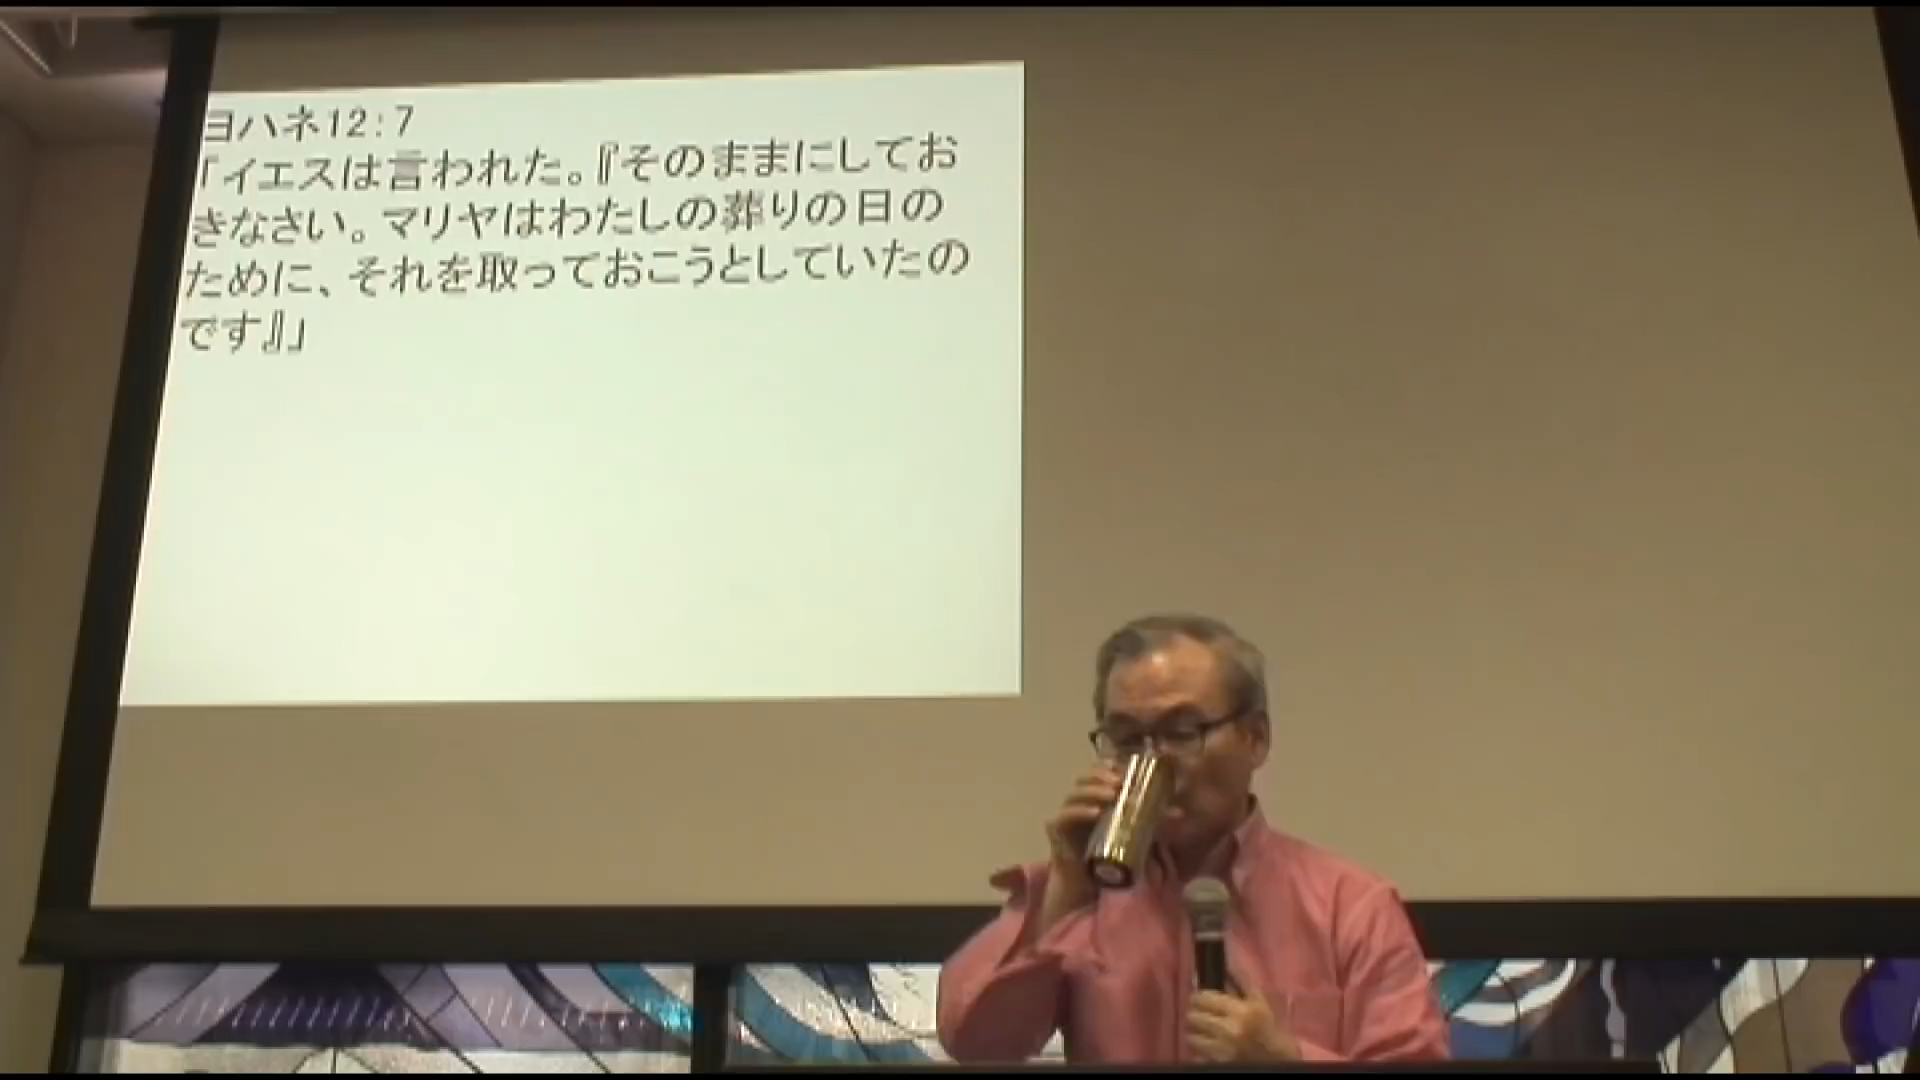 ヨハネ12:7
「イエスは言われた。『そのままにしてお
きなさい。マリヤはわたしの葬りの日の
ために、それを取っておこうとしていたの
です』」